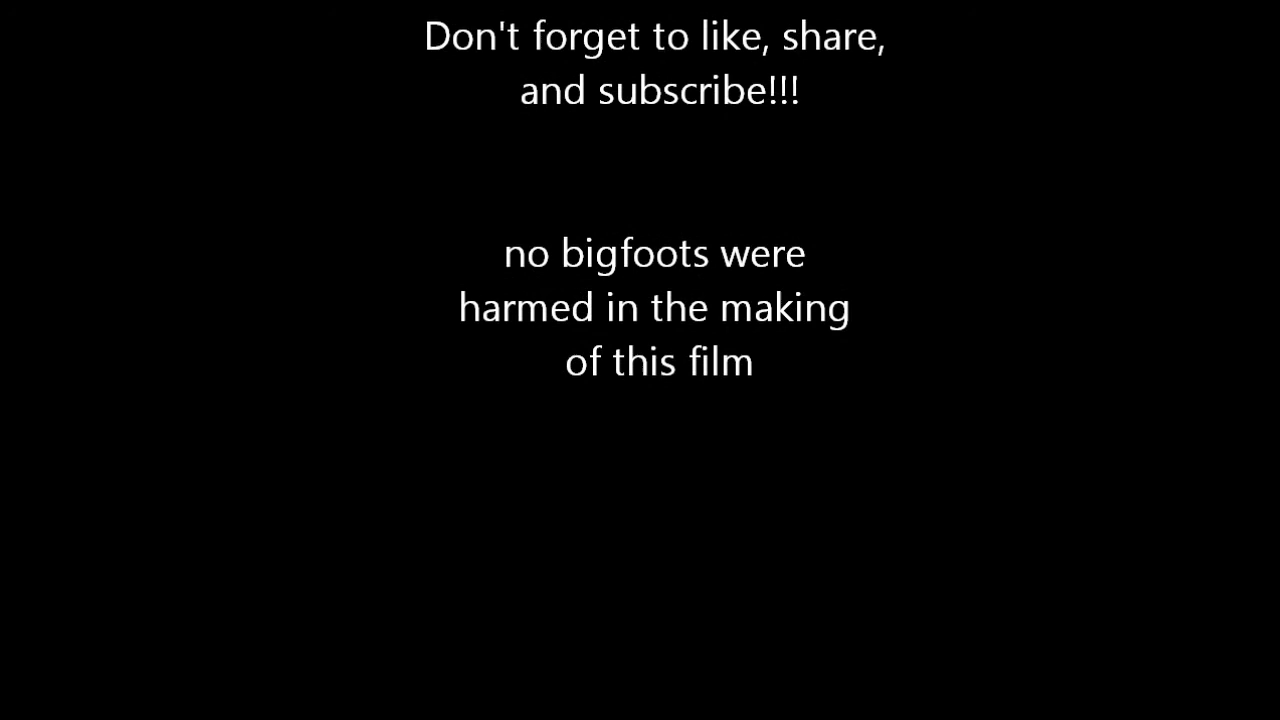 Don't forget to like, share,
and subscribe!!!
no bigfoots were
harmed in the making
of this film